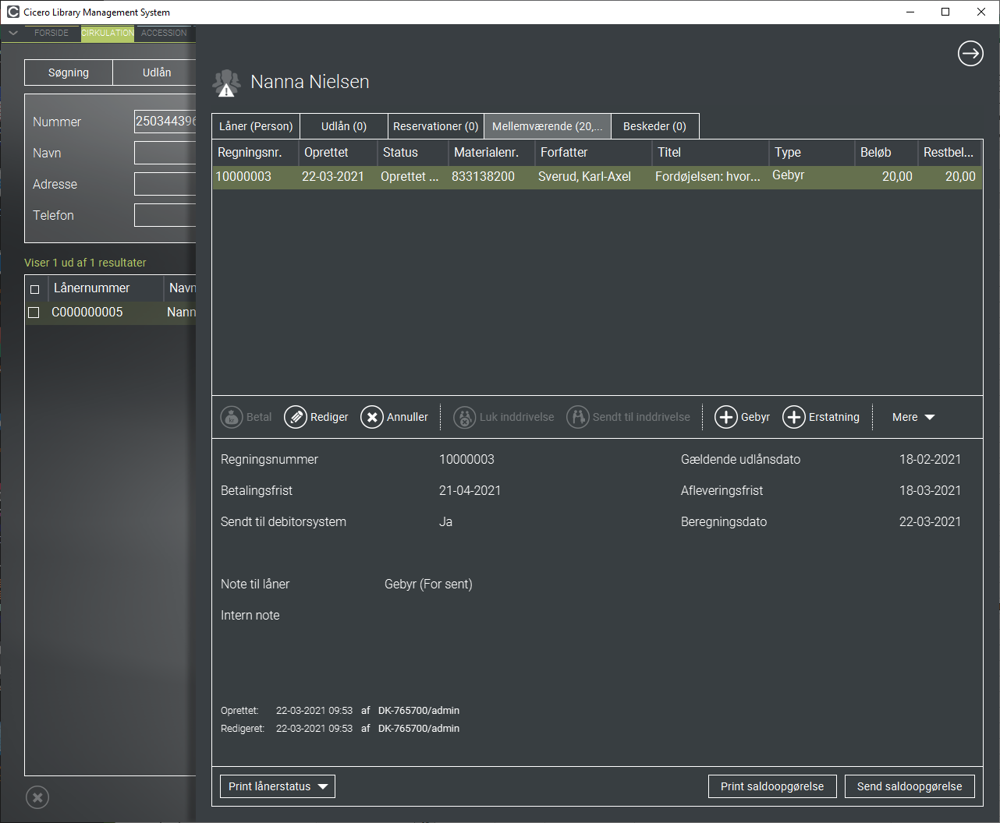 Cicero Library Management System
FORSIDE CIRKULATION ACCESSION
Søgning Udlån
Nummer 250344396
Navn
Adresse
Telefon
Viser 1 ud af 1 resultater
Lånernummer Navn
C000000005 Nann
Nanna Nielsen
Låner (Person) Udlån (0) Reservationer (0) Mellemværende (20,... Beskeder (0)
Regningsnr. Oprettet Status Materialenr. Forfatter Titel Type Beløb Restbel...
10000003 22-03-2021 Oprettet ... 833138200 Sverud, Karl-Axel Fordøjelsen: hvor... Gebyr 20,00 20,00
Betal Rediger Annuller Luk inddrivelse Sendt til inddrivelse Gebyr Erstatning Mere
Regningsnummer 10000003 Gældende udlånsdato 18-02-2021
Betalingsfrist 21-04-2021 Afleveringsfrist 18-03-2021
Sendt til debitorsystem Ja Beregningsdato 22-03-2021
Note til låner Gebyr (For sent)
Intern note
Oprettet: 22-03-2021 09:53 af DK-765700/admin
Redigeret: 22-03-2021 09:53 af DK-765700/admin
Print lånerstatus Print saldoopgørelse Send saldoopgørelse